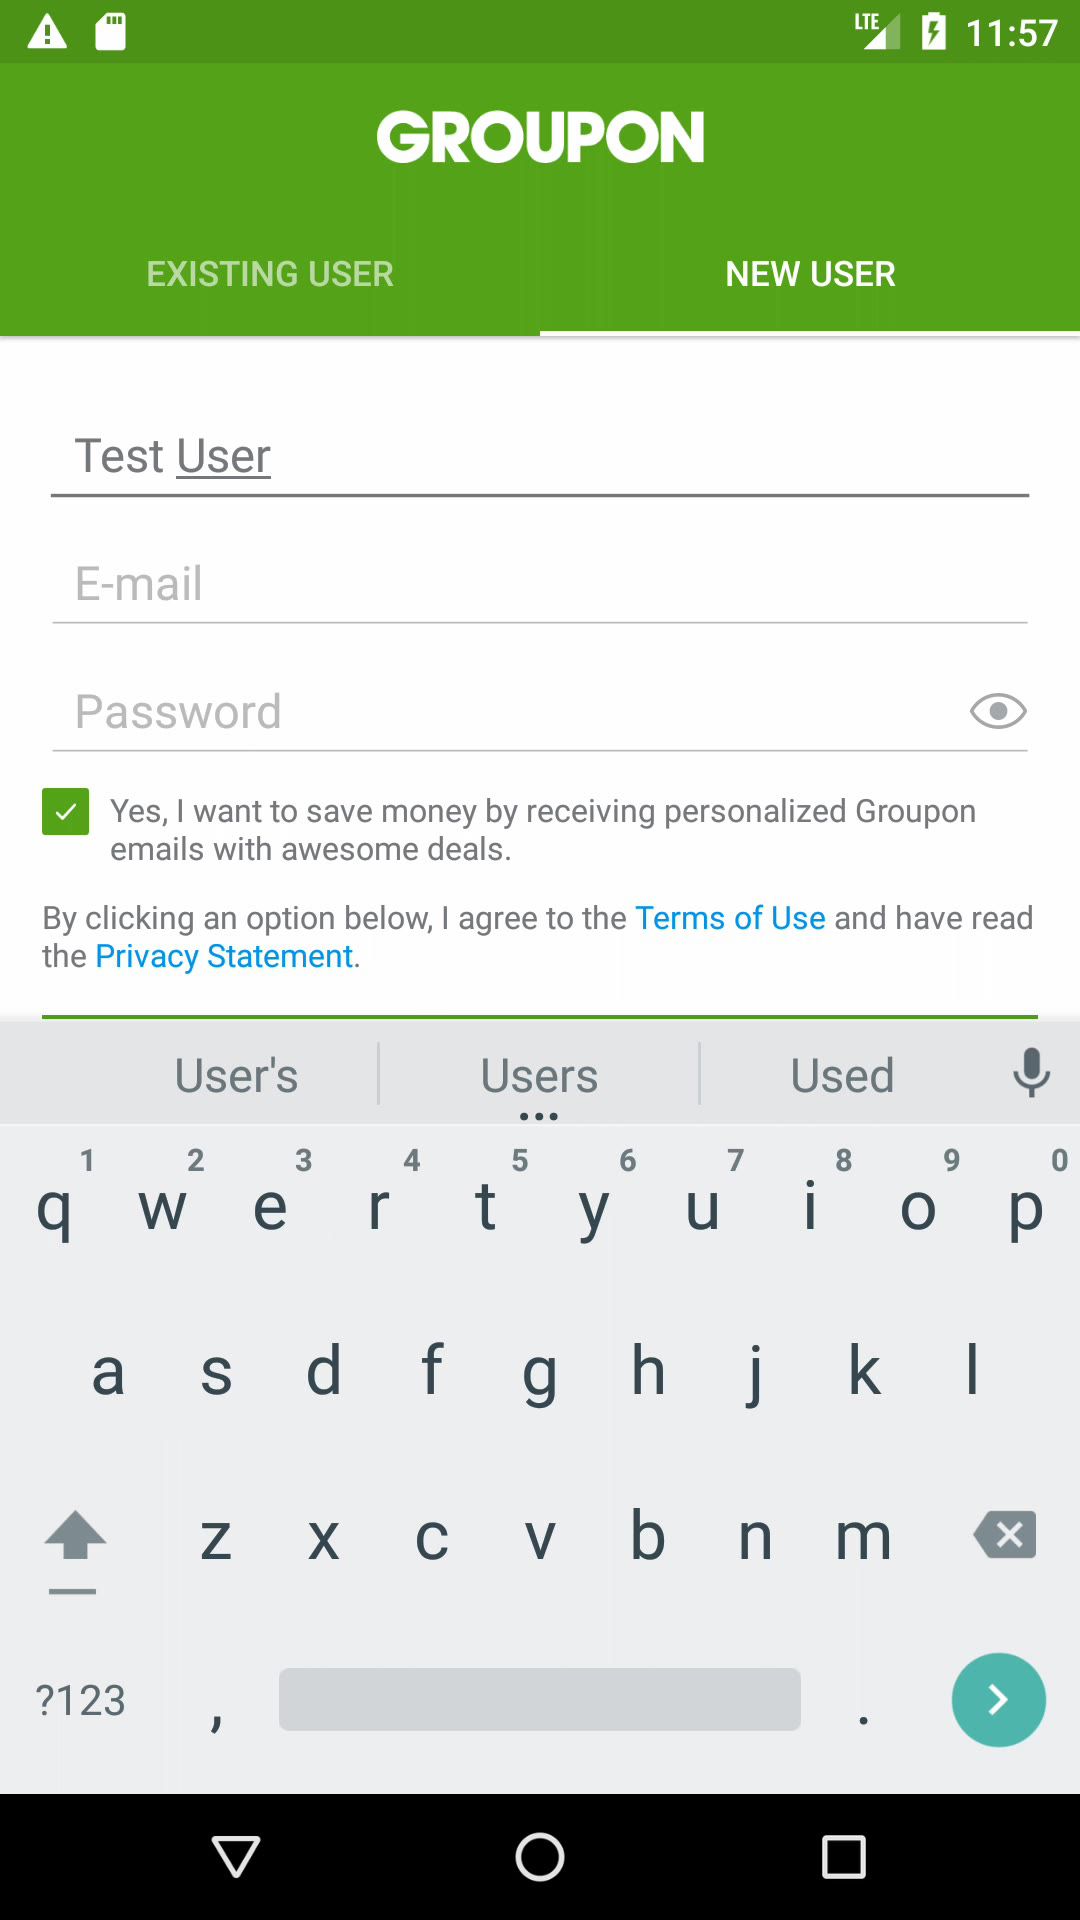 LTE 11:57
GROUPON
EXISTING USER NEW USER
Test User
E-mail
Password
Yes, I want to save money by receiving personalized Groupon
emails with awesome deals.
By clicking an option below, I agree to the Terms of Use and have read
the Privacy Statement.
User's Users Used
1 2 3 4 5 6 7 8 9 0
q w e r t y u i o p
a s d f g h j k l
z x c v b n m
?123 , .